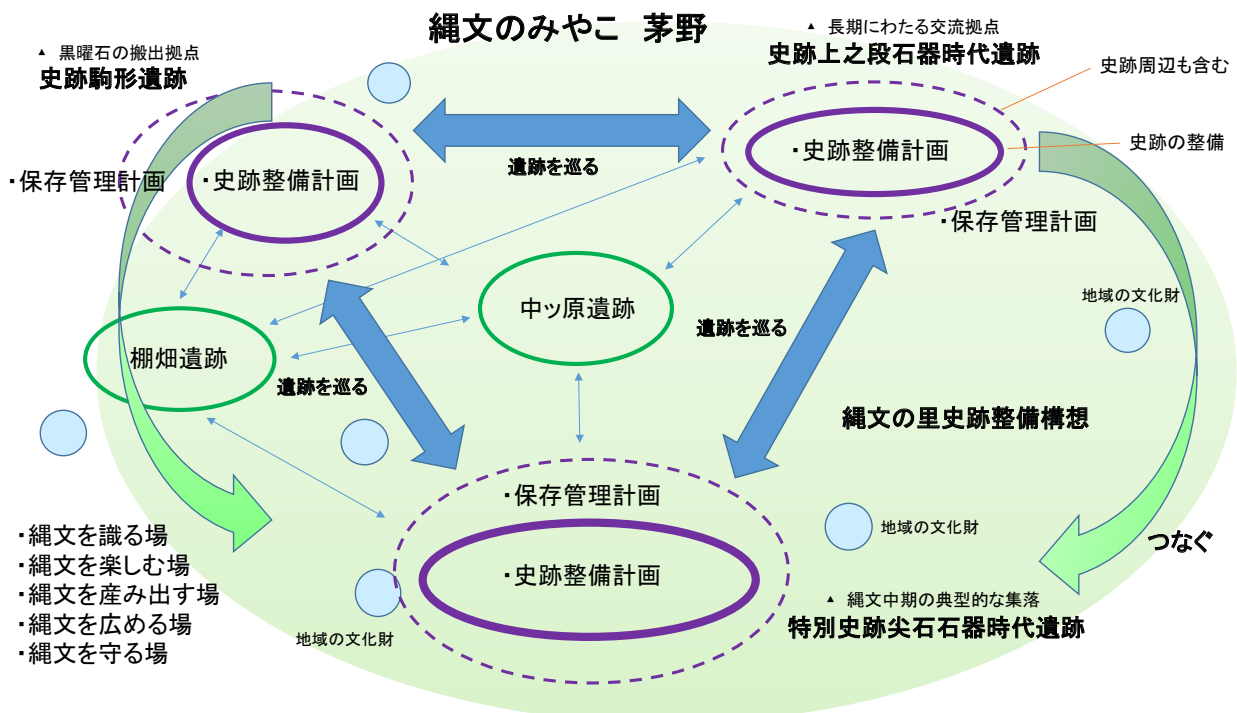 縄文のみやこ 茅野
▲ 黒曜石の搬出拠点
史跡駒形遺跡
▲ 長期にわたる交流拠点
史跡上之段石器時代遺跡
史跡周辺も含む
史跡の整備
・保存管理計画
・史跡整備計画
遺跡を巡る
・史跡整備計画
・保存管理計画
地域の文化財
中ッ原遺跡
遺跡を巡る
棚畑遺跡
遺跡を巡る
縄文の里史跡整備構想
・保存管理計画
・史跡整備計画
地域の文化財
つなぐ
・縄文を識る場
・縄文を楽しむ場
・縄文を産み出す場
・縄文を広める場
・縄文を守る場
地域の文化財
▲ 縄文中期の典型的な集落
特別史跡尖石石器時代遺跡